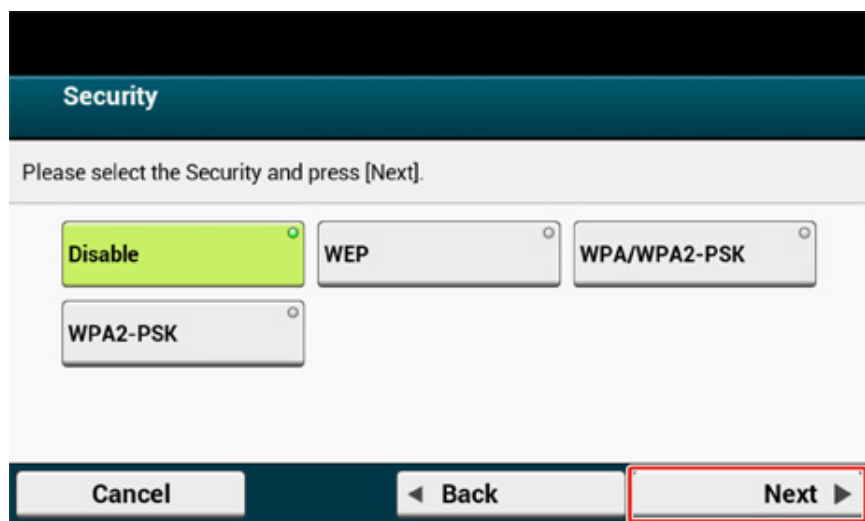 Security
Please select the Security and press [Next].
Disable WEP WPA/WPA2-PSK
WPA2-PSK
Cancel Back Next